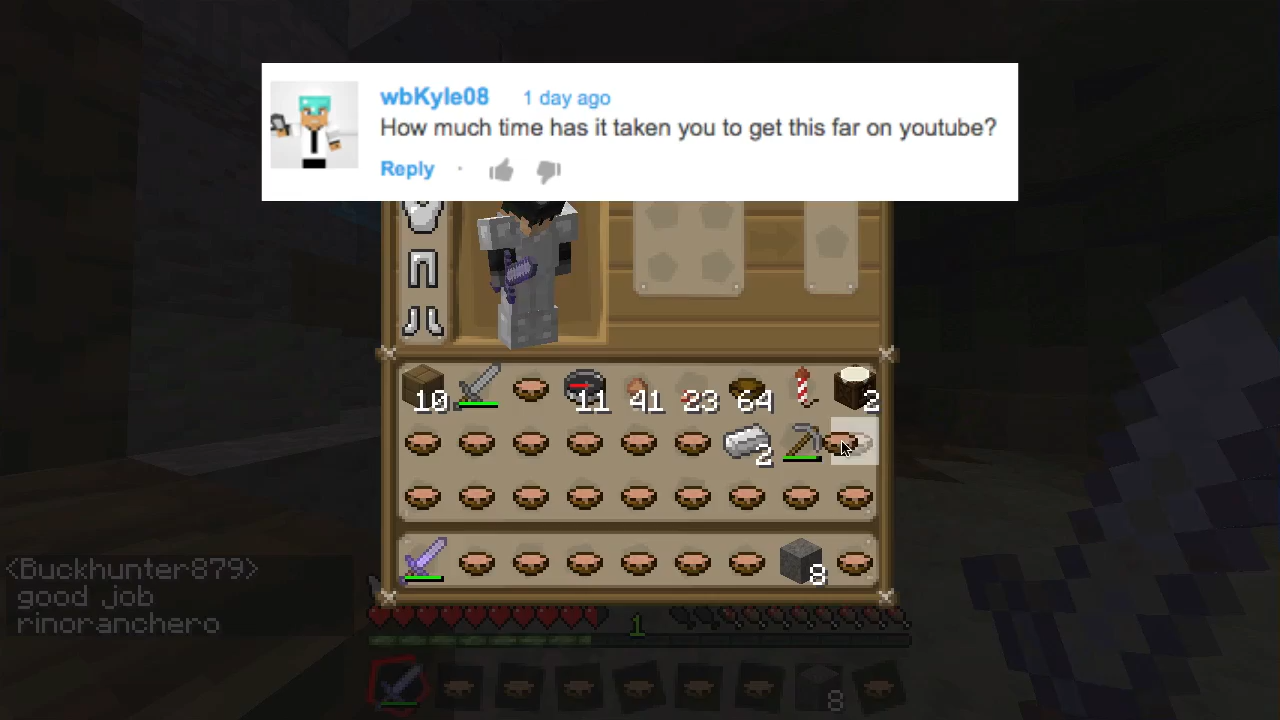 wbKyle08 1 day ago
How much time has it taken you to get this far on youtube?
Reply ·
10 11 41 23 64 2
2
8
<Buckhunter879>
good job
rinoranchero
1
8